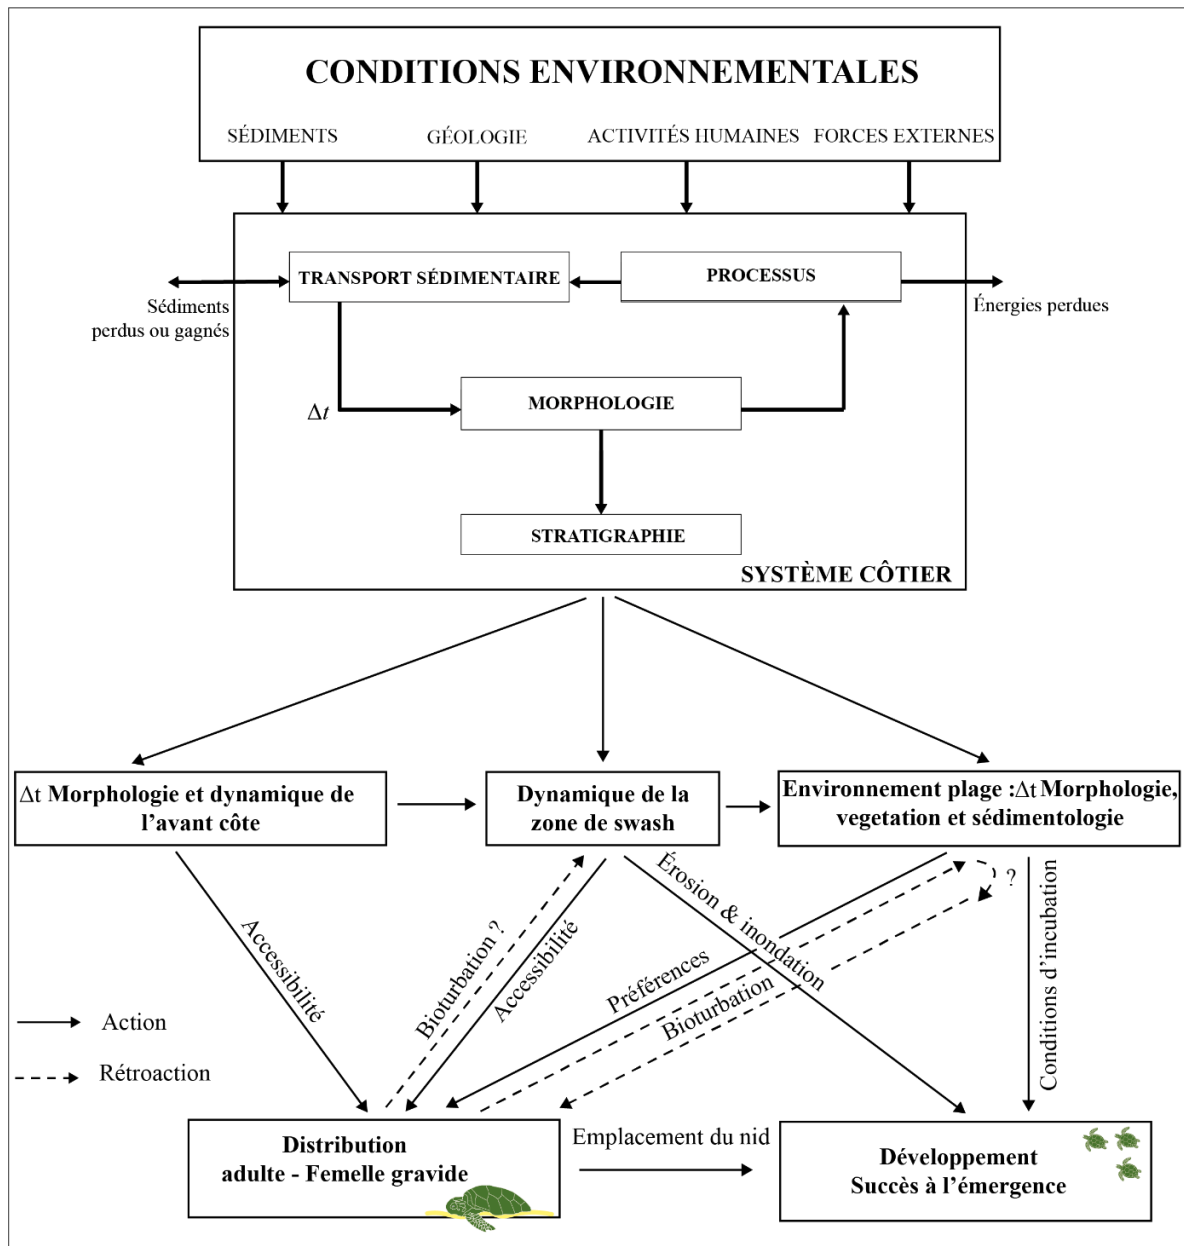 CONDITIONS ENVIRONNEMENTALES
SÉDIMENTS
GÉOLOGIE
ACTIVITÉS HUMAINES
FORCES EXTERNES
TRANSPORT SÉDIMENTAIRE
PROCESSUS
Sédiments
perdus ou gagnés
Énergies perdues
Δt
MORPHOLOGIE
STRATIGRAPHIE
SYSTÈME CÔTIER
Δt Morphologie et dynamique de
l’avant côte
Dynamique de la
zone de swash
Environnement plage :Δt Morphologie,
vegetation et sédimentologie
Accessibilité
Bioturbation ?
Accessibilité
Érosion & inondation
Préférences
Bioturbation
?
Conditions d’incubation
Action
Rétroaction
Distribution
adulte - Femelle gravide
Emplacement du nid
Développement
Succès à l’émergence